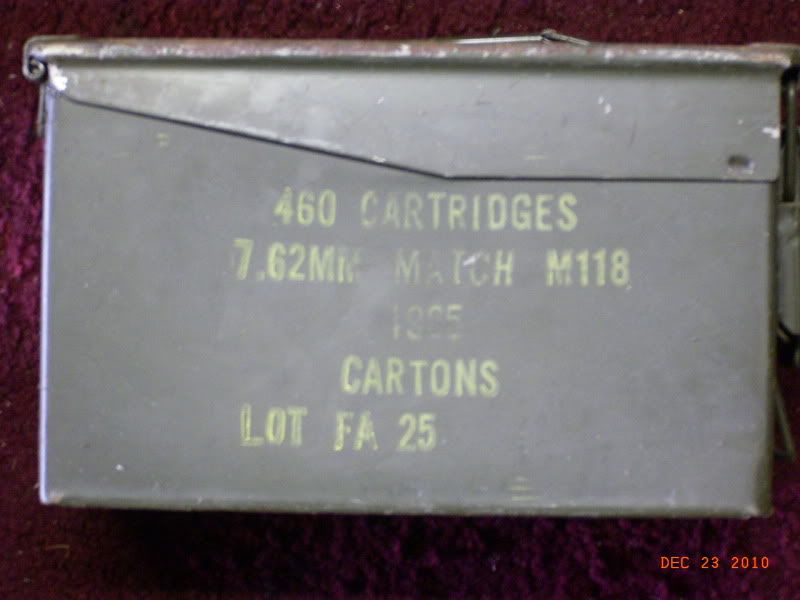 460 CARTRIDGES
7.62MM MATCH M118
CARTONS
LOT FA 25
DEC 23 2010